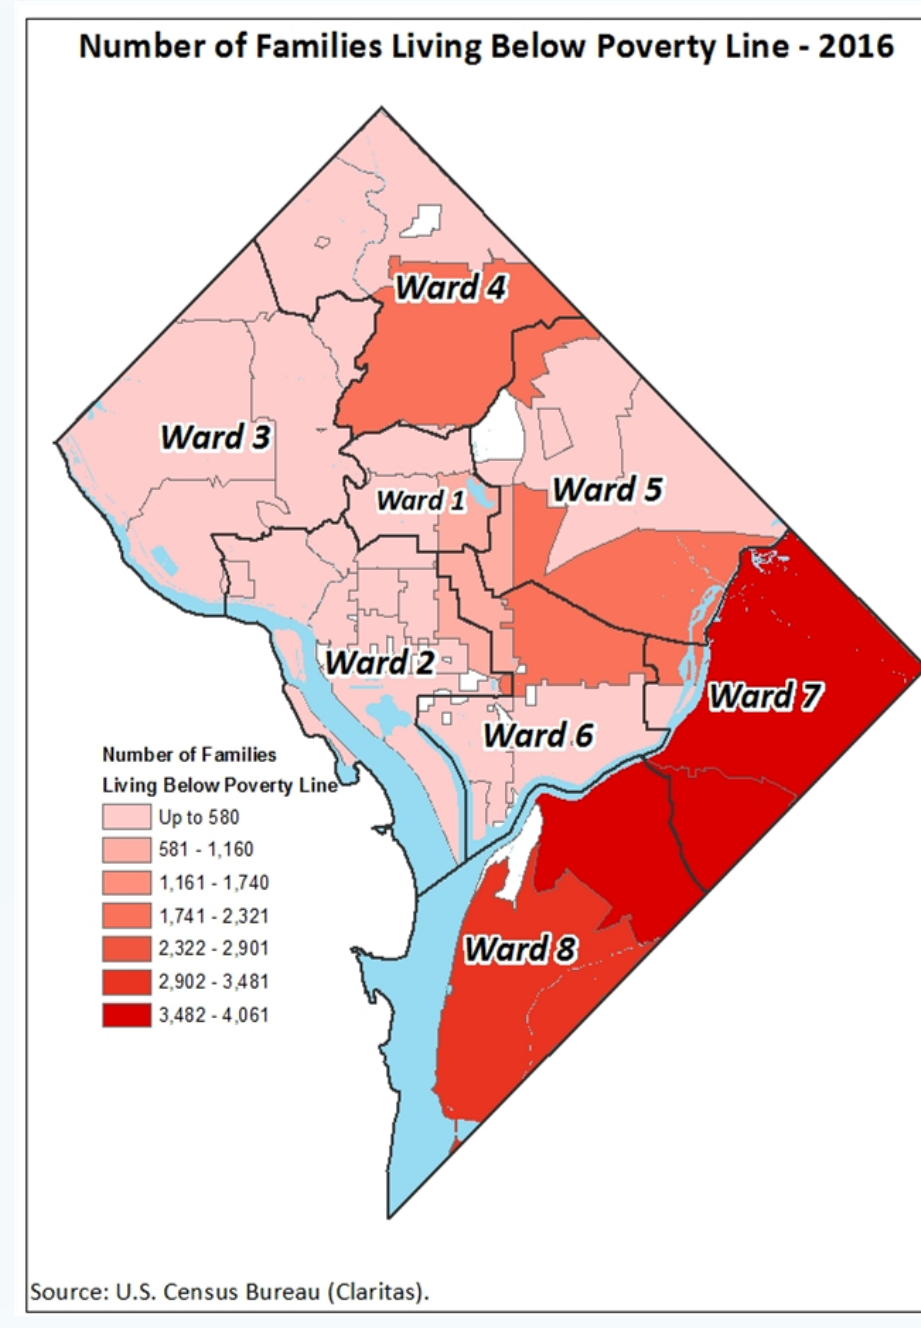 Number of Families Living Below Poverty Line - 2016
Ward 4
Ward 3
Ward 5
Ward 1
Ward 2
Ward 7
Ward 6
Number of Families
Living Below Poverty Line
Up to 580
581 - 1,160
1,161 - 1,740
1,741 - 2,321
2,322 - 2,901
2,902 - 3,481
3,482 - 4,061
Ward 8
Source: U.S. Census Bureau (Claritas).